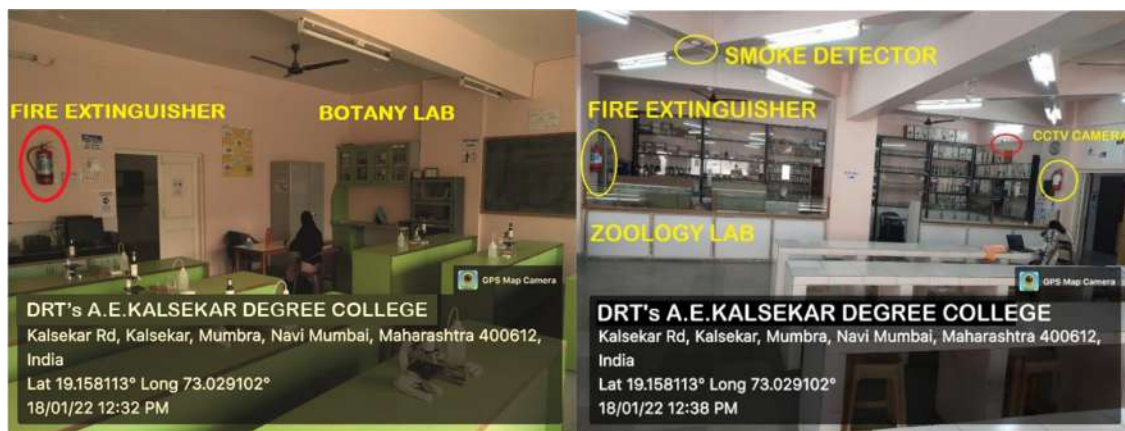 FIRE EXTINGUISHER
BOTANY LAB
GPS Map Camera
DRT's A.E.KALSEKAR DEGREE COLLEGE
Kalsekar Rd, Kalsekar, Mumbra, Navi Mumbai, Maharashtra 400612,
India
Lat 19.158113° Long 73.029102°
18/01/22 12:32 PM
SMOKE DETECTOR
FIRE EXTINGUISHER
CCTV CAMERA
ZOOLOGY LAB
GPS Map Camera
DRT's A.E.KALSEKAR DEGREE COLLEGE
Kalsekar Rd, Kalsekar, Mumbra, Navi Mumbai, Maharashtra 400612,
India
Lat 19.158113° Long 73.029102°
18/01/22 12:38 PM